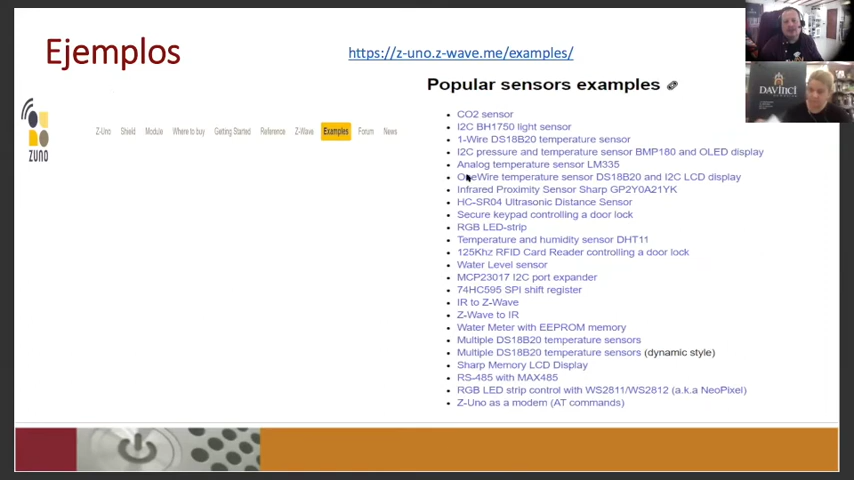 Ejemplos
https://z-uno.z-wave.me/examples/
Popular sensors examples
DAVINCI
ZUNO
Z-Uno Shield Module Where to buy Getting Started Reference Z-Wave Examples Forum News
CO2 sensor
I2C BH1750 light sensor
1-Wire DS18B20 temperature sensor
I2C pressure and temperature sensor BMP180 and OLED display
Analog temperature sensor LM335
OneWire temperature sensor DS18B20 and I2C LCD display
Infrared Proximity Sensor Sharp GP2Y0A21YK
HC-SR04 Ultrasonic Distance Sensor
Secure keypad controlling a door lock
RGB LED-strip
Temperature and humidity sensor DHT11
125Khz RFID Card Reader controlling a door lock
Water Level sensor
MCP23017 I2C port expander
74HC595 SPI shift register
IR to Z-Wave
Z-Wave to IR
Water Meter with EEPROM memory
Multiple DS18B20 temperature sensors
Multiple DS18B20 temperature sensors (dynamic style)
Sharp Memory LCD Display
RS-485 with MAX485
RGB LED strip control with WS2811/WS2812 (a.k.a NeoPixel)
Z-Uno as a modem (AT commands)